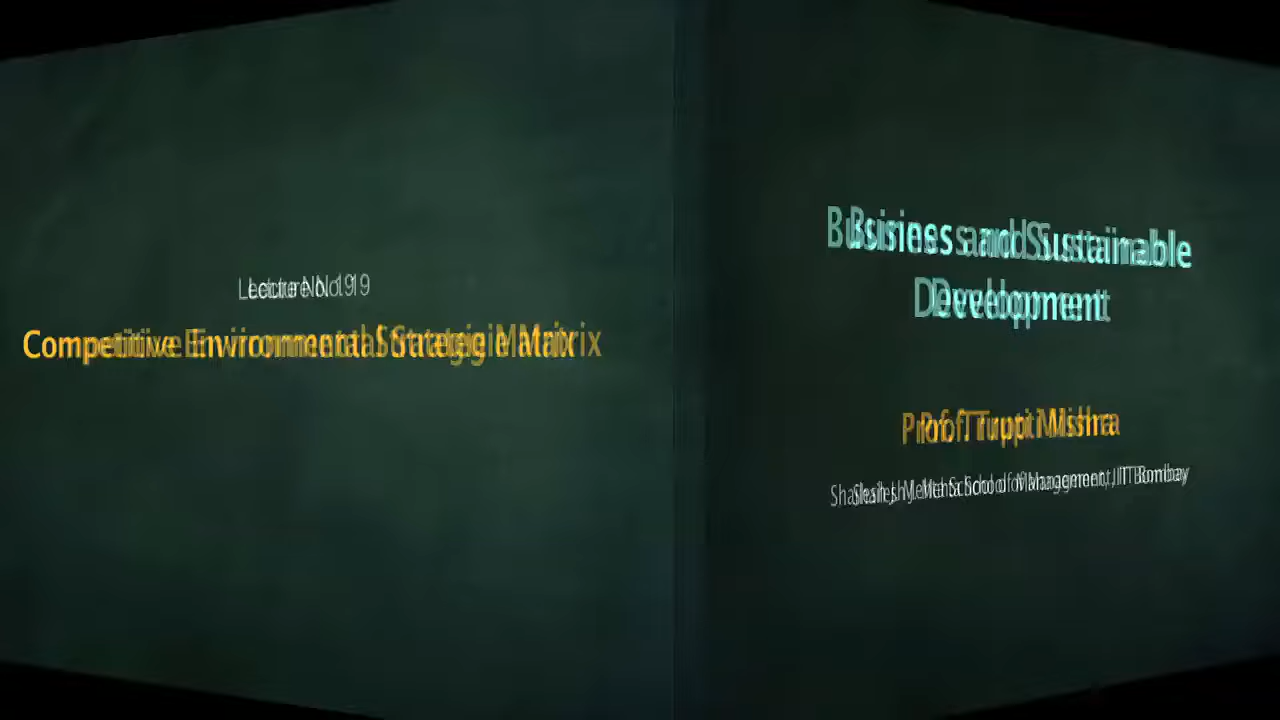 Lecture No. 19
Competitive Environmental Strategie Matrix
Business and Sustainable
Development
Prof. Trupti Mishra
Shailesh J. Mehta School of Management, IIT Bombay